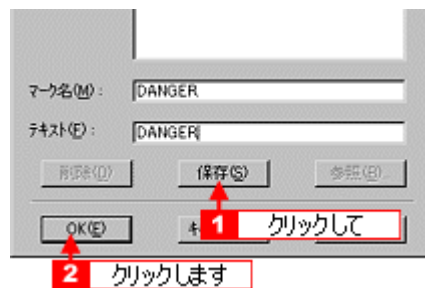 マーク名(M): DANGER
テキスト(E): DANGER
削除(D) 保存(S) 参照(B)...
OK(E) キ
1 クリックして
2 クリックします